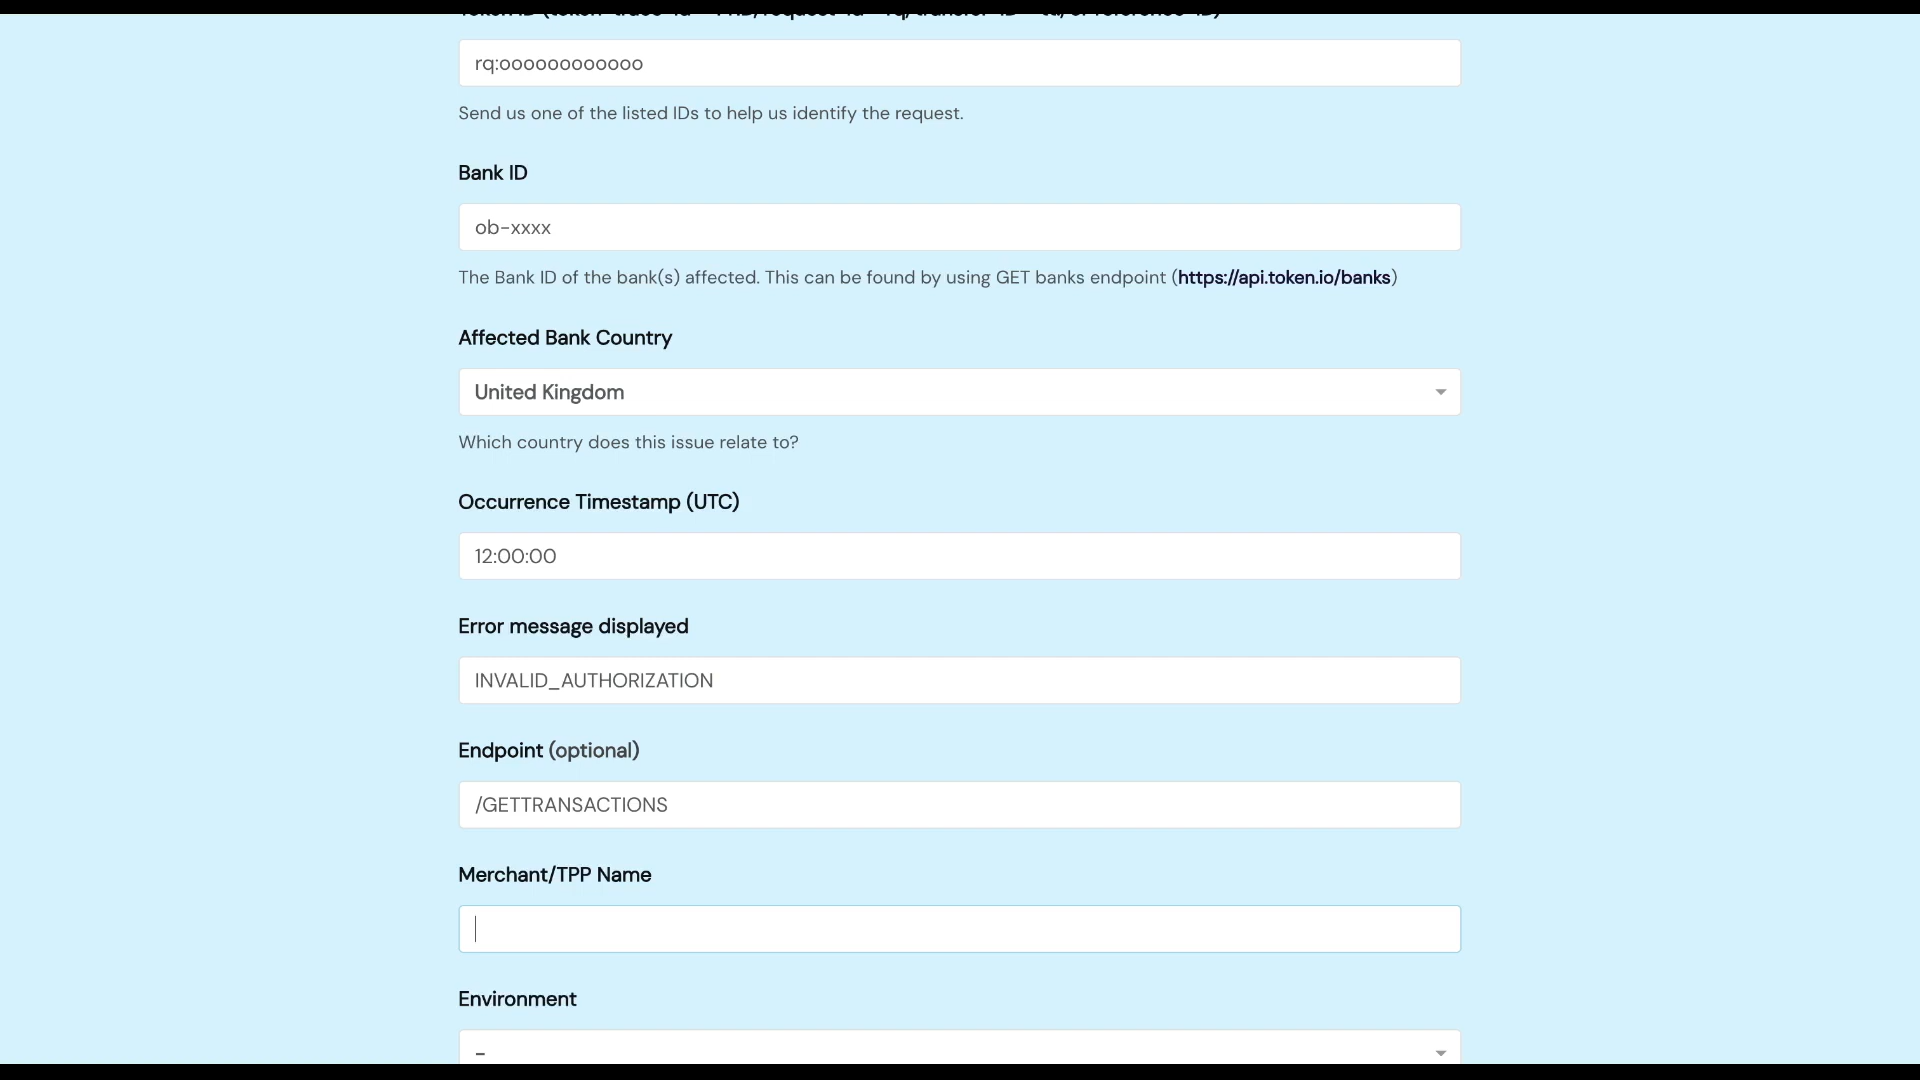 rq:oooooooooooo
Send us one of the listed IDs to help us identify the request.
Bank ID
ob-xxxx
The Bank ID of the bank(s) affected. This can be found by using GET banks endpoint (https://api.token.io/banks)
Affected Bank Country
United Kingdom
Which country does this issue relate to?
Occurrence Timestamp (UTC)
12:00:00
Error message displayed
INVALID_AUTHORIZATION
Endpoint (optional)
/GETTRANSACTIONS
Merchant/TPP Name
Environment
-